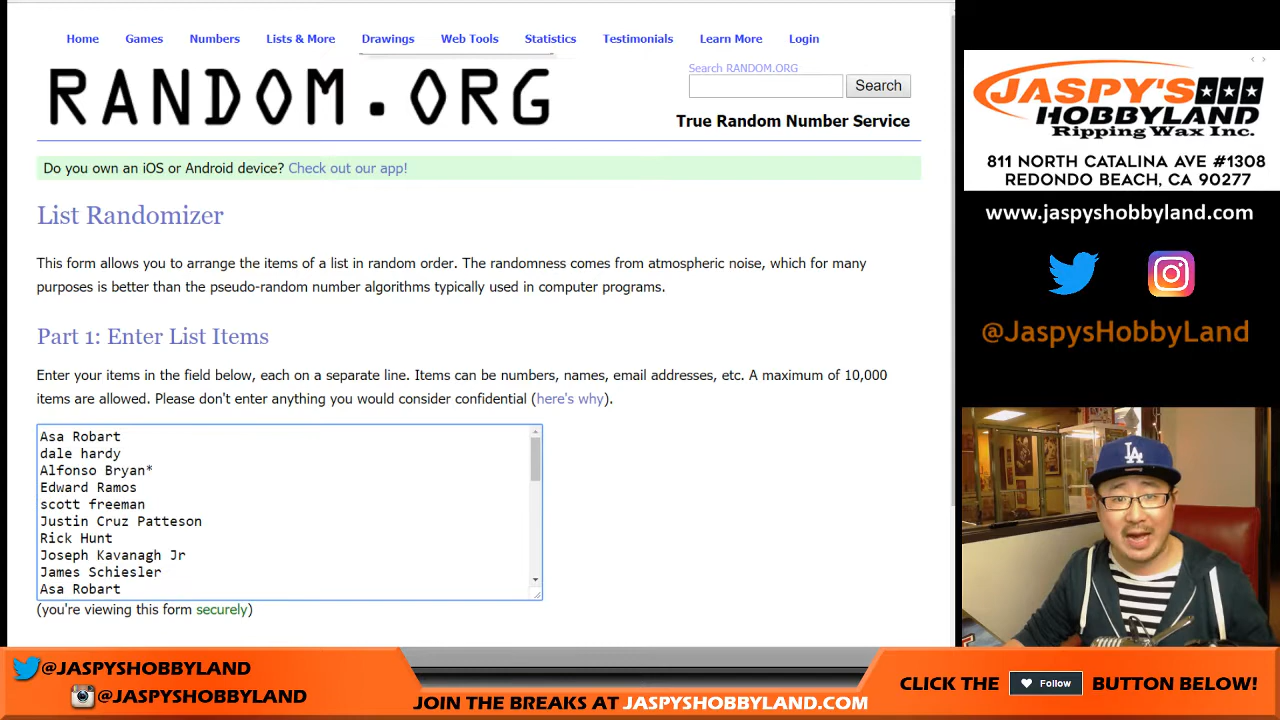 Home Games Numbers Lists & More Drawings Web Tools Statistics Testimonials Learn More Login
RANDOM.ORG
Search RANDOM.ORG
Search
True Random Number Service
Do you own an iOS or Android device? Check out our app!
List Randomizer
This form allows you to arrange the items of a list in random order. The randomness comes from atmospheric noise, which for many
purposes is better than the pseudo-random number algorithms typically used in computer programs.
Part 1: Enter List Items
Enter your items in the field below, each on a separate line. Items can be numbers, names, email addresses, etc. A maximum of 10,000
items are allowed. Please don't enter anything you would consider confidential (here's why).
Asa Robart
dale hardy
Alfonso Bryan*
Edward Ramos
scott freeman
Justin Cruz Patteson
Rick Hunt
Joseph Kavanagh Jr
James Schiesler
Asa Robart
(you're viewing this form securely)
JASPY'S
HOBBYLAND
Ripping Wax Inc.
811 NORTH CATALINA AVE #1308
REDONDO BEACH, CA 90277
www.jaspyshobbyland.com
@JaspysHobbyLand
LA
@JASPYSHOBBYLAND
@JASPYSHOBBYLAND
JOIN THE BREAKS AT JASPYSHOBBYLAND.COM
CLICK THE Follow BUTTON BELOW!